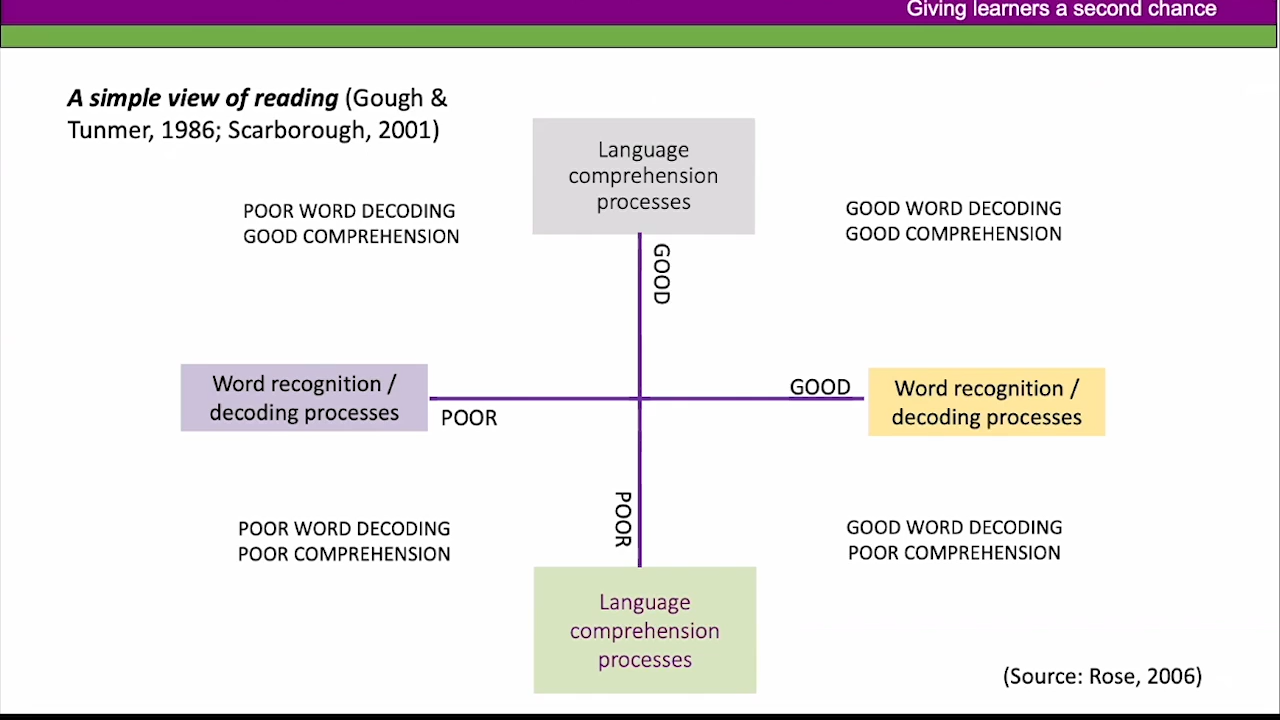 Giving learners a second chance
A simple view of reading (Gough &
Tunmer, 1986; Scarborough, 2001)
Language
comprehension
processes
POOR WORD DECODING
GOOD COMPREHENSION
GOOD WORD DECODING
GOOD COMPREHENSION
GOOD
Word recognition /
decoding processes
POOR
GOOD
Word recognition /
decoding processes
POOR
POOR WORD DECODING
POOR COMPREHENSION
GOOD WORD DECODING
POOR COMPREHENSION
Language
comprehension
processes
(Source: Rose, 2006)